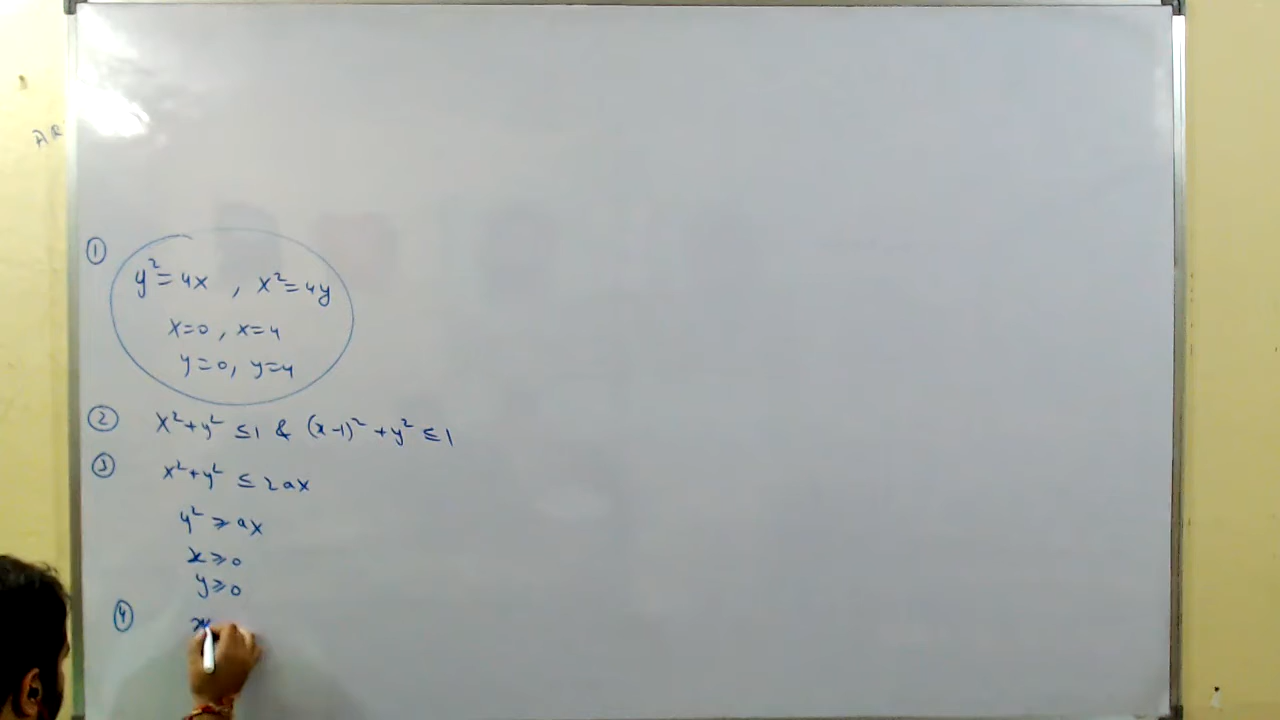 AR
① y² = 4x , x² = 4y
x=0 , x=4
y=0, y=4
② x²+y² ≤ 1 & (x-1)² + y² ≤ 1
③ x²+y² ≤ 2ax
y² ≥ ax
x ≥ 0
y ≥ 0
④ x